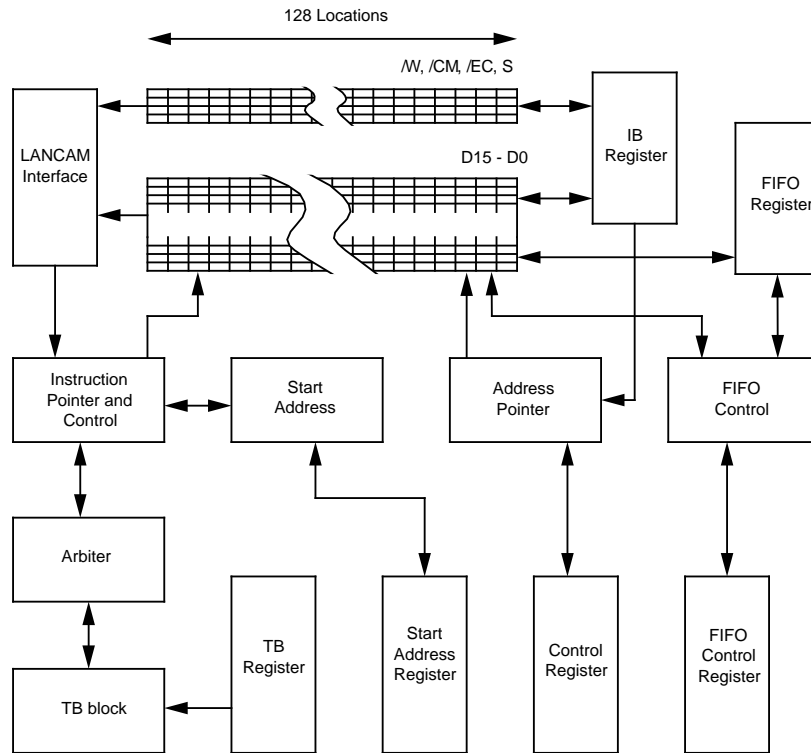 128 Locations
/W, /CM, /EC, S
LANCAM
Interface
IB
Register
D15 - D0
FIFO
Register
Instruction
Pointer and
Control
Start
Address
Address
Pointer
FIFO
Control
Arbiter
TB
Register
Start
Address
Register
Control
Register
FIFO
Control
Register
TB block